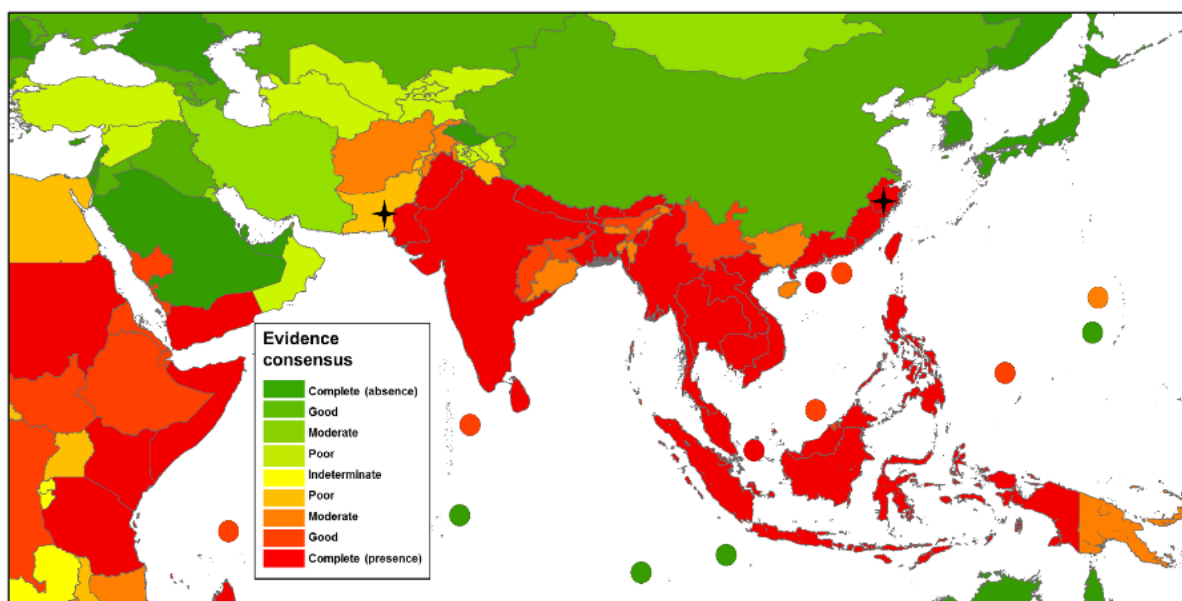 Evidence
consensus
Complete (absence)
Good
Moderate
Poor
Indeterminate
Poor
Moderate
Good
Complete (presence)